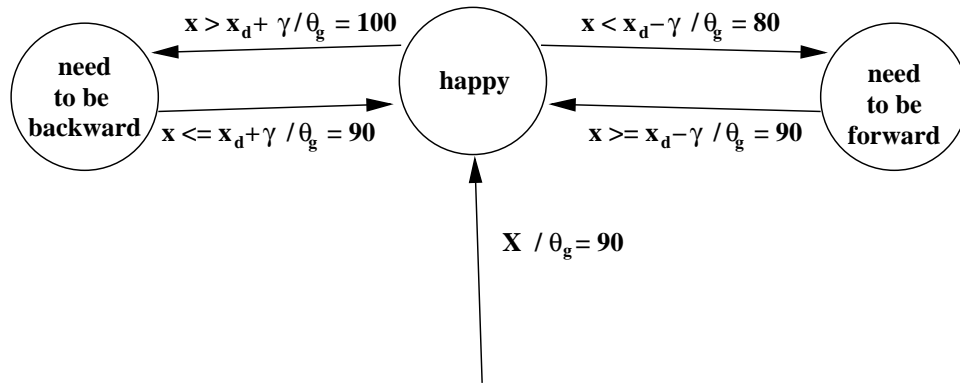 x > x_d + γ / θ_g = 100
x < x_d − γ / θ_g = 80
need
to be
backward
happy
need
to be
forward
x <= x_d + γ / θ_g = 90
x >= x_d − γ / θ_g = 90
X / θ_g = 90